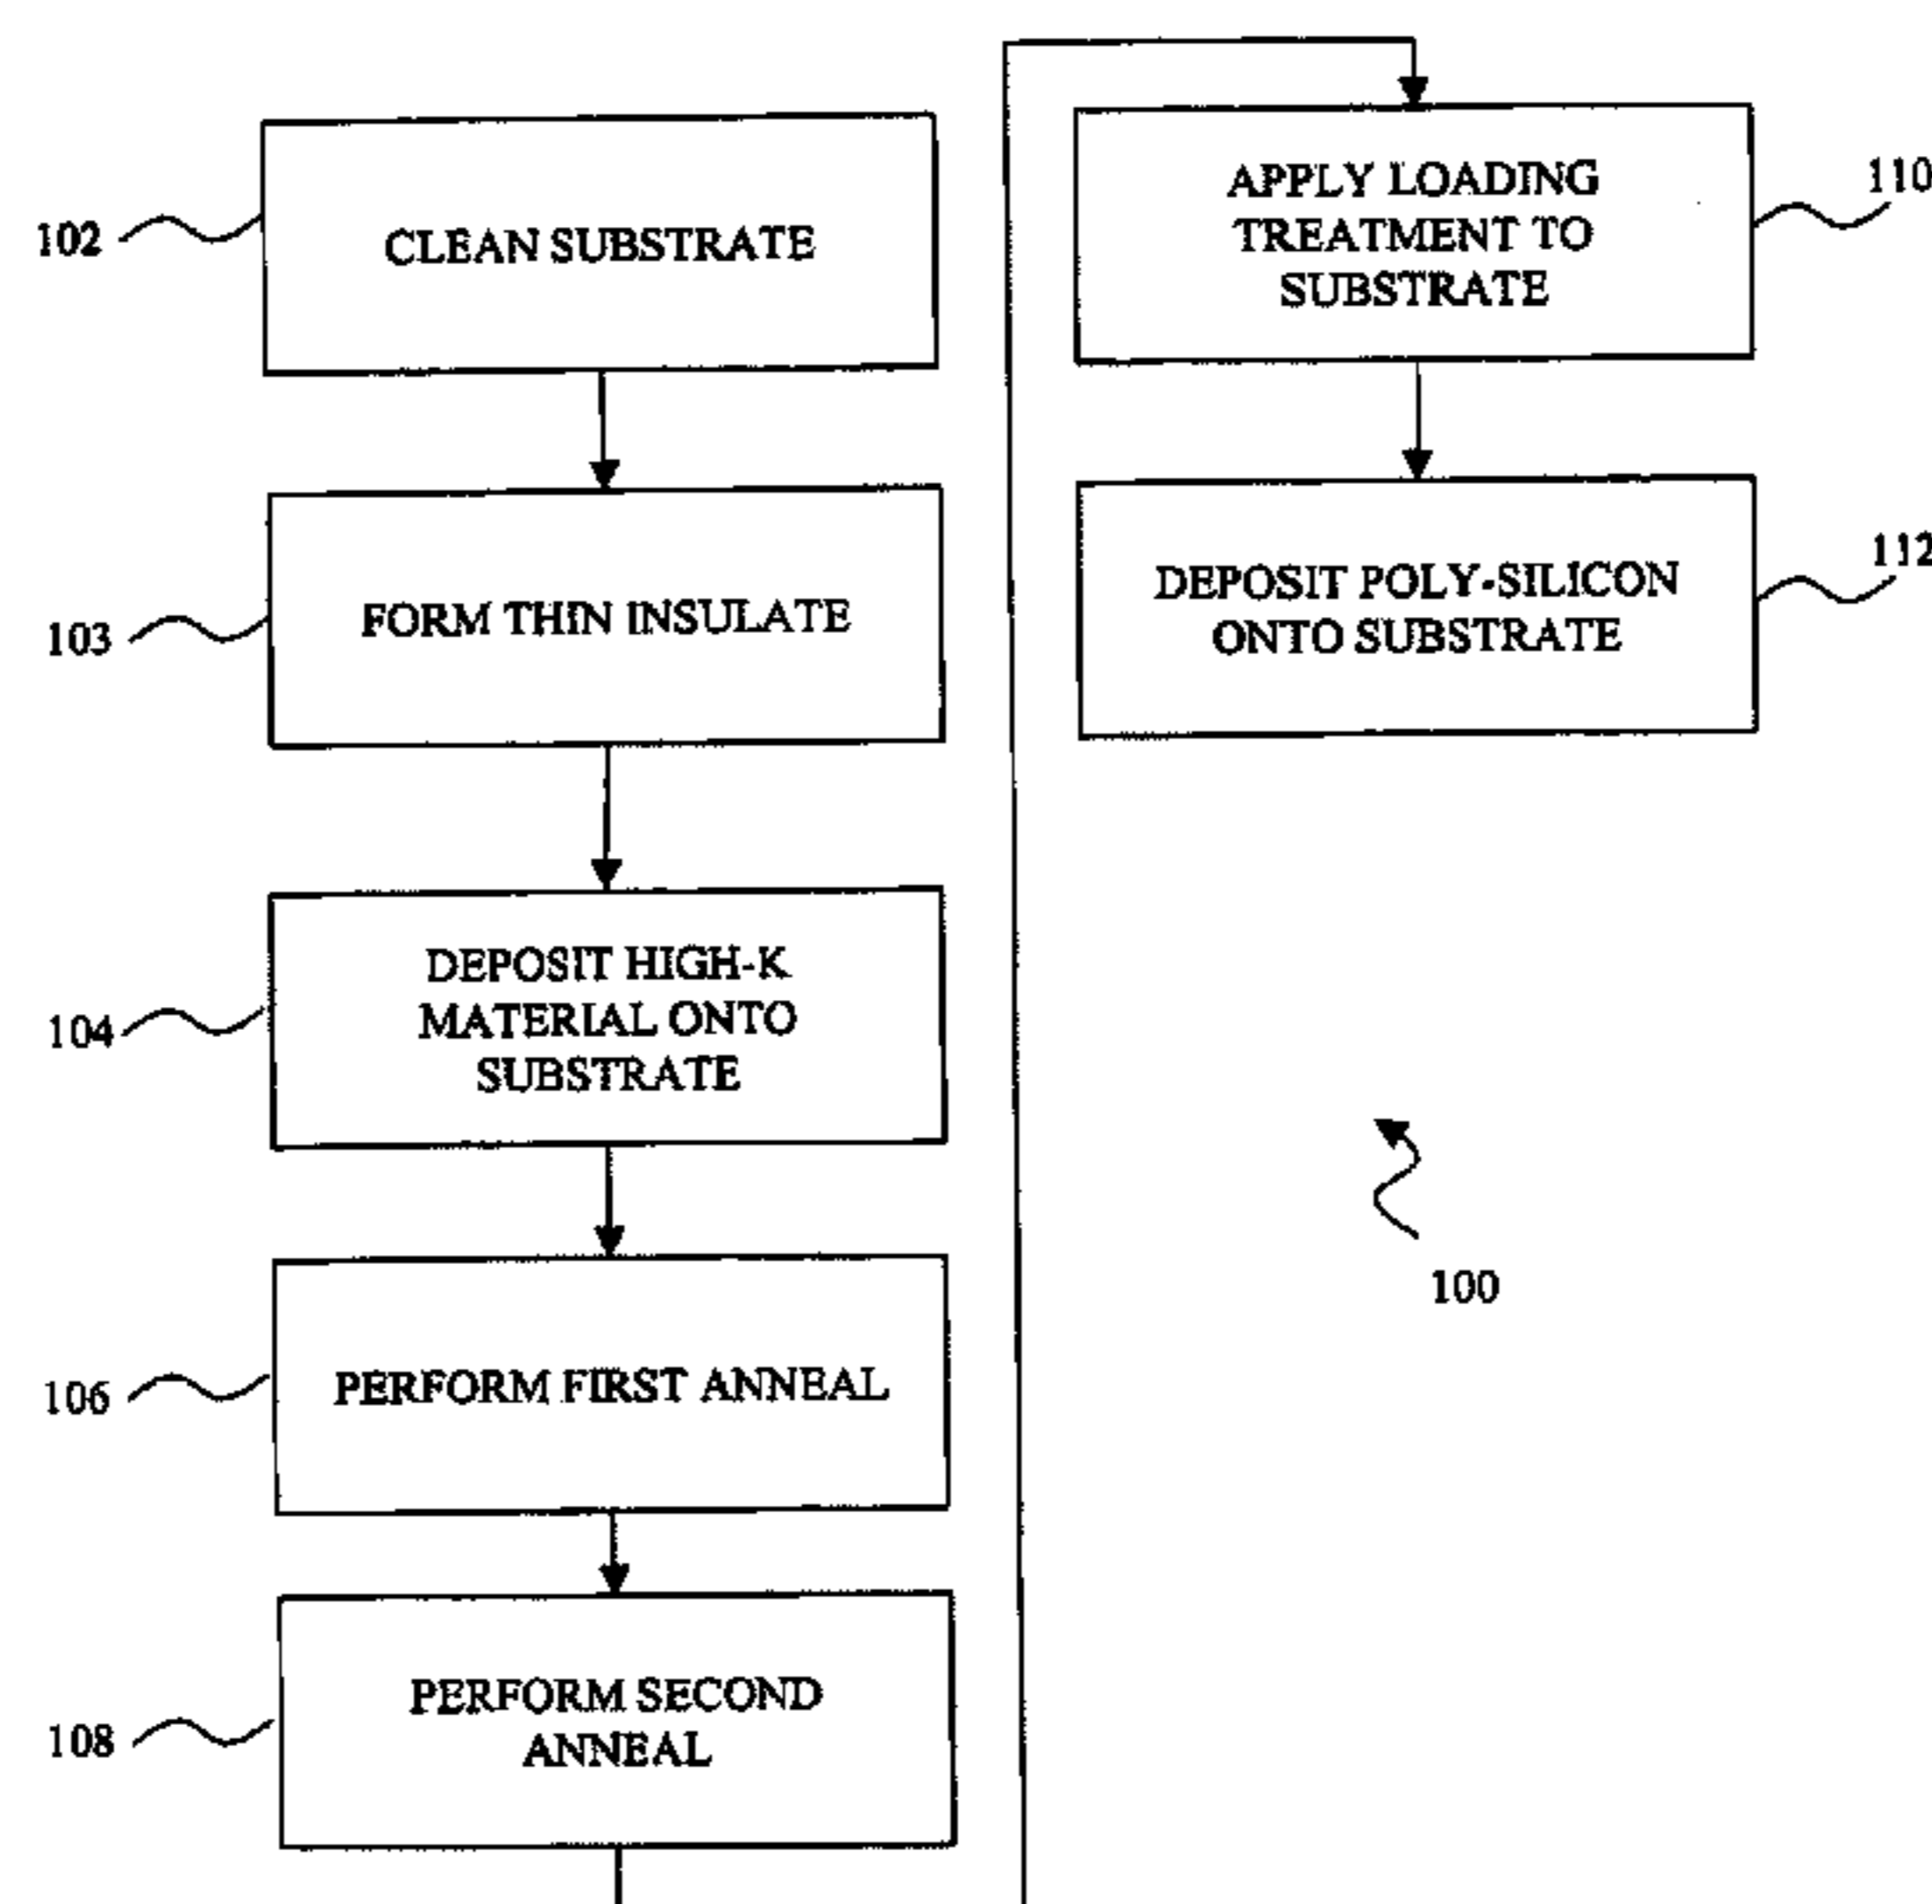 102
CLEAN SUBSTRATE
103
FORM THIN INSULATE
104
DEPOSIT HIGH-K
MATERIAL ONTO
SUBSTRATE
106
PERFORM FIRST ANNEAL
108
PERFORM SECOND
ANNEAL
APPLY LOADING
TREATMENT TO
SUBSTRATE
110
DEPOSIT POLY-SILICON
ONTO SUBSTRATE
112
100